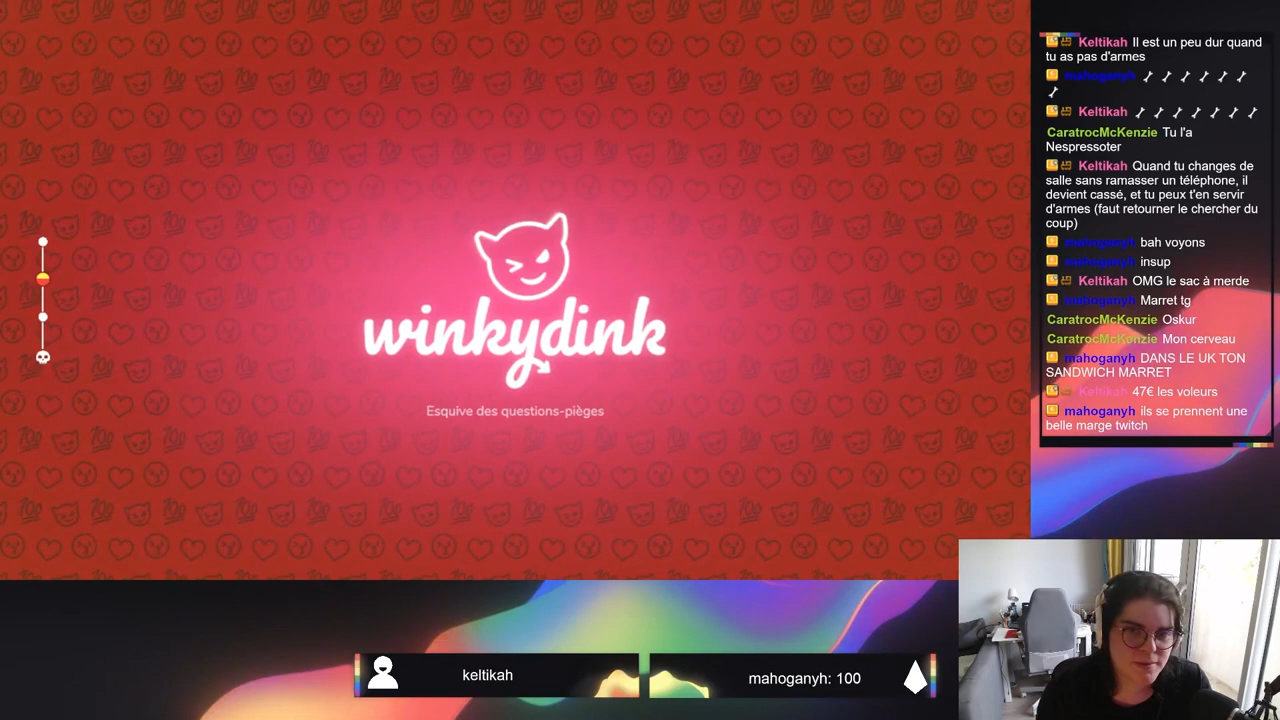 winkydink
Esquive des questions-pièges
Keltikah Il est un peu dur quand
tu as pas d'armes
mahoganyh
Keltikah
CaratrocMcKenzie Tu l'a
Nespressoter
Keltikah Quand tu changes de
salle sans ramasser un téléphone, il
devient cassé, et tu peux t'en servir
d'armes (faut retourner le chercher du
coup)
mahoganyh bah voyons
mahoganyh insup
Keltikah OMG le sac à merde
mahoganyh Marret tg
CaratrocMcKenzie Oskur
CaratrocMcKenzie Mon cerveau
mahoganyh DANS LE UK TON
SANDWICH MARRET
Keltikah 47€ les voleurs
mahoganyh ils se prennent une
belle marge twitch
keltikah
mahoganyh: 100